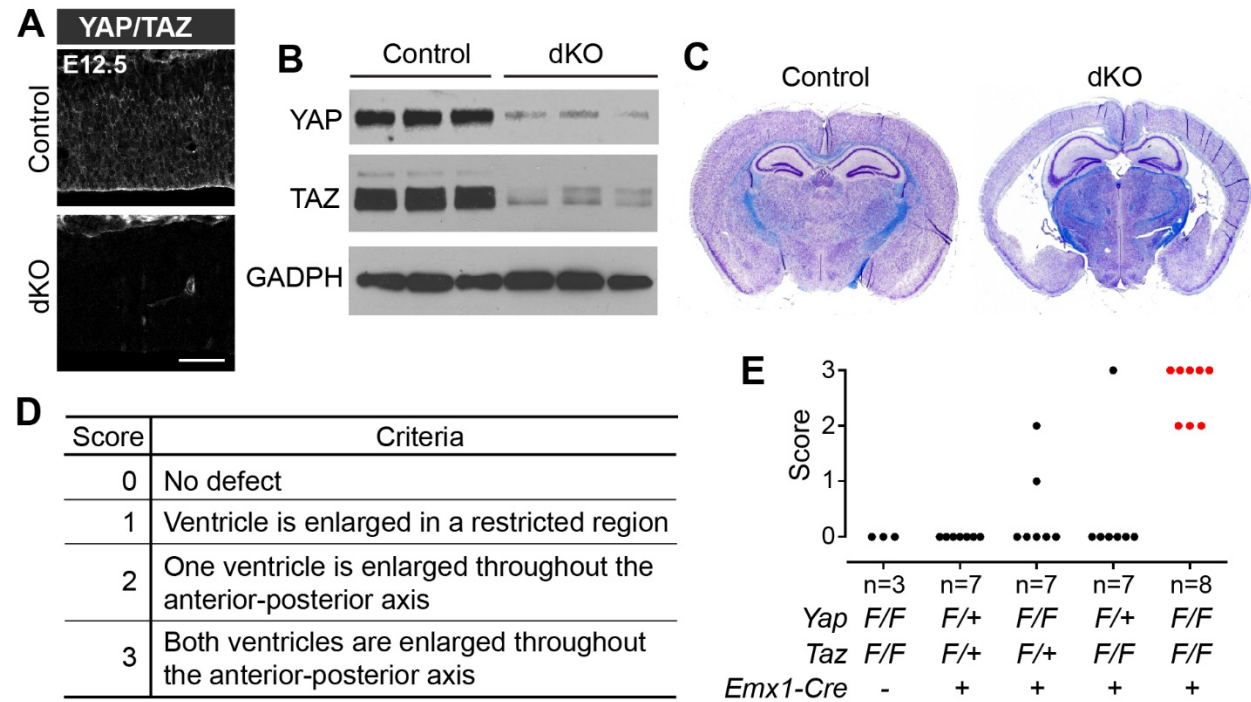 A
YAP/TAZ
E12.5
Control
dKO
B
Control dKO
YAP
TAZ
GADPH
C
Control dKO
D
Score Criteria
0 No defect
1 Ventricle is enlarged in a restricted region
2 One ventricle is enlarged throughout the
anterior-posterior axis
3 Both ventricles are enlarged throughout
the anterior-posterior axis
E
Score
3
2
1
0
n=3 n=7 n=7 n=7 n=8
Yap F/F F/+ F/F F/+ F/F
Taz F/F F/+ F/+ F/F F/F
Emx1-Cre - + + + +